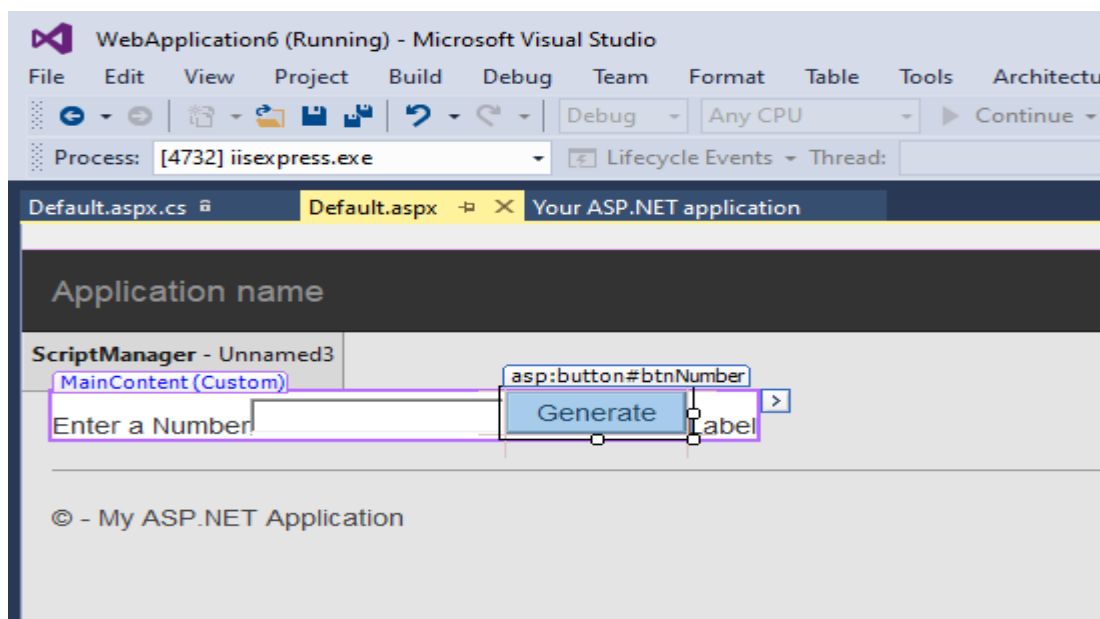 WebApplication6 (Running) - Microsoft Visual Studio
File Edit View Project Build Debug Team Format Table Tools Architectu
Debug Any CPU Continue
Process: [4732] iisexpress.exe Lifecycle Events Thread:
Default.aspx.cs Default.aspx Your ASP.NET application
Application name
ScriptManager - Unnamed3
MainContent (Custom) asp:button#btnNumber
Enter a Number Generate Label
© - My ASP.NET Application